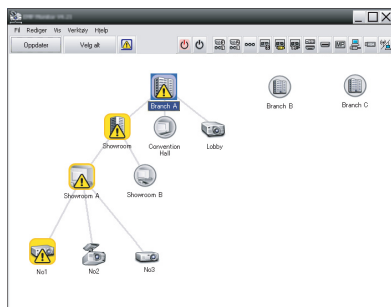 Fil Rediger Vis Verktøy Hjelp
Oppdater Velg alt
Branch A
Branch B
Branch C
Showroom
Convention Hall
Lobby
Showroom A
Showroom B
No1
No2
No3